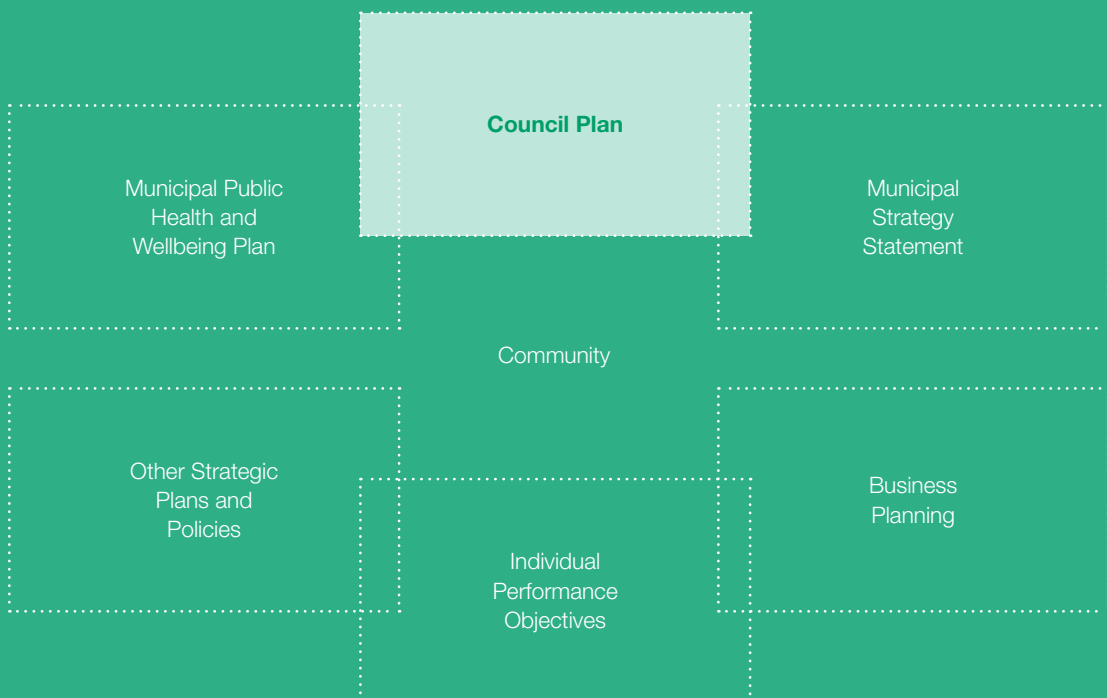 Council Plan
Municipal Public
Health and
Wellbeing Plan
Municipal
Strategy
Statement
Community
Other Strategic
Plans and
Policies
Business
Planning
Individual
Performance
Objectives